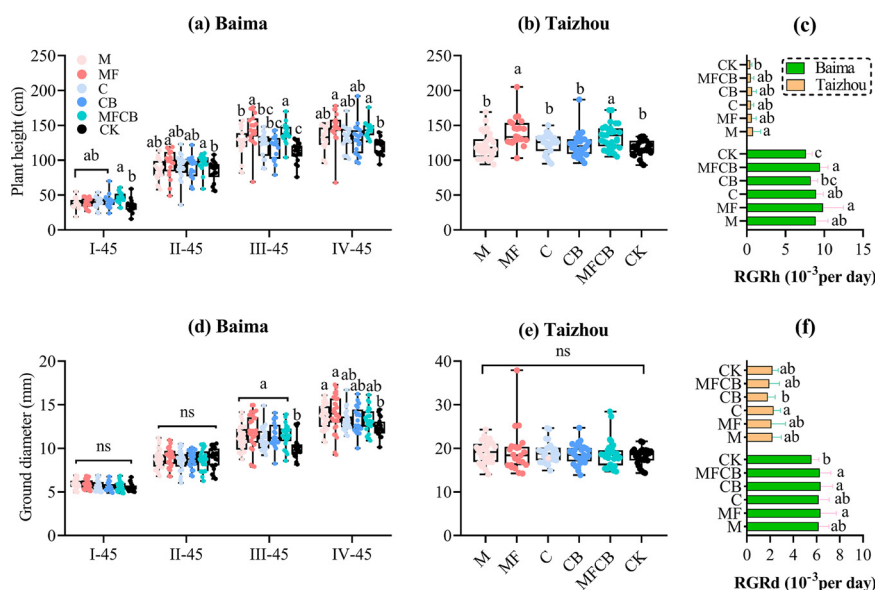 (a) Baima
Plant height (cm)
250
200
150
100
50
0
M
MF
C
CB
MFCB
CK
ab
a
b
a
ab
ab
ab
a
b
b
a
bc
bc
a
c
ab
a
ab
ab
a
b
I-45
II-45
III-45
IV-45
(b) Taizhou
250
200
150
100
50
0
b
a
b
b
a
b
M
MF
C
CB
MFCB
CK
(c)
Baima
Taizhou
CK b
MFCB ab
CB ab
C ab
MF ab
M a
CK c
MFCB a
CB bc
C ab
MF a
M ab
0 5 10 15
RGRh (10⁻³per day)
(d) Baima
Ground diameter (mm)
20
15
10
5
0
ns
ns
a
b
a
a
ab
ab
ab
b
I-45
II-45
III-45
IV-45
(e) Taizhou
40
30
20
10
0
ns
M
MF
C
CB
MFCB
CK
(f)
CK ab
MFCB ab
CB b
C a
MF ab
M ab
CK b
MFCB a
CB a
C ab
MF a
M ab
0 2 4 6 8 10
RGRd (10⁻³per day)